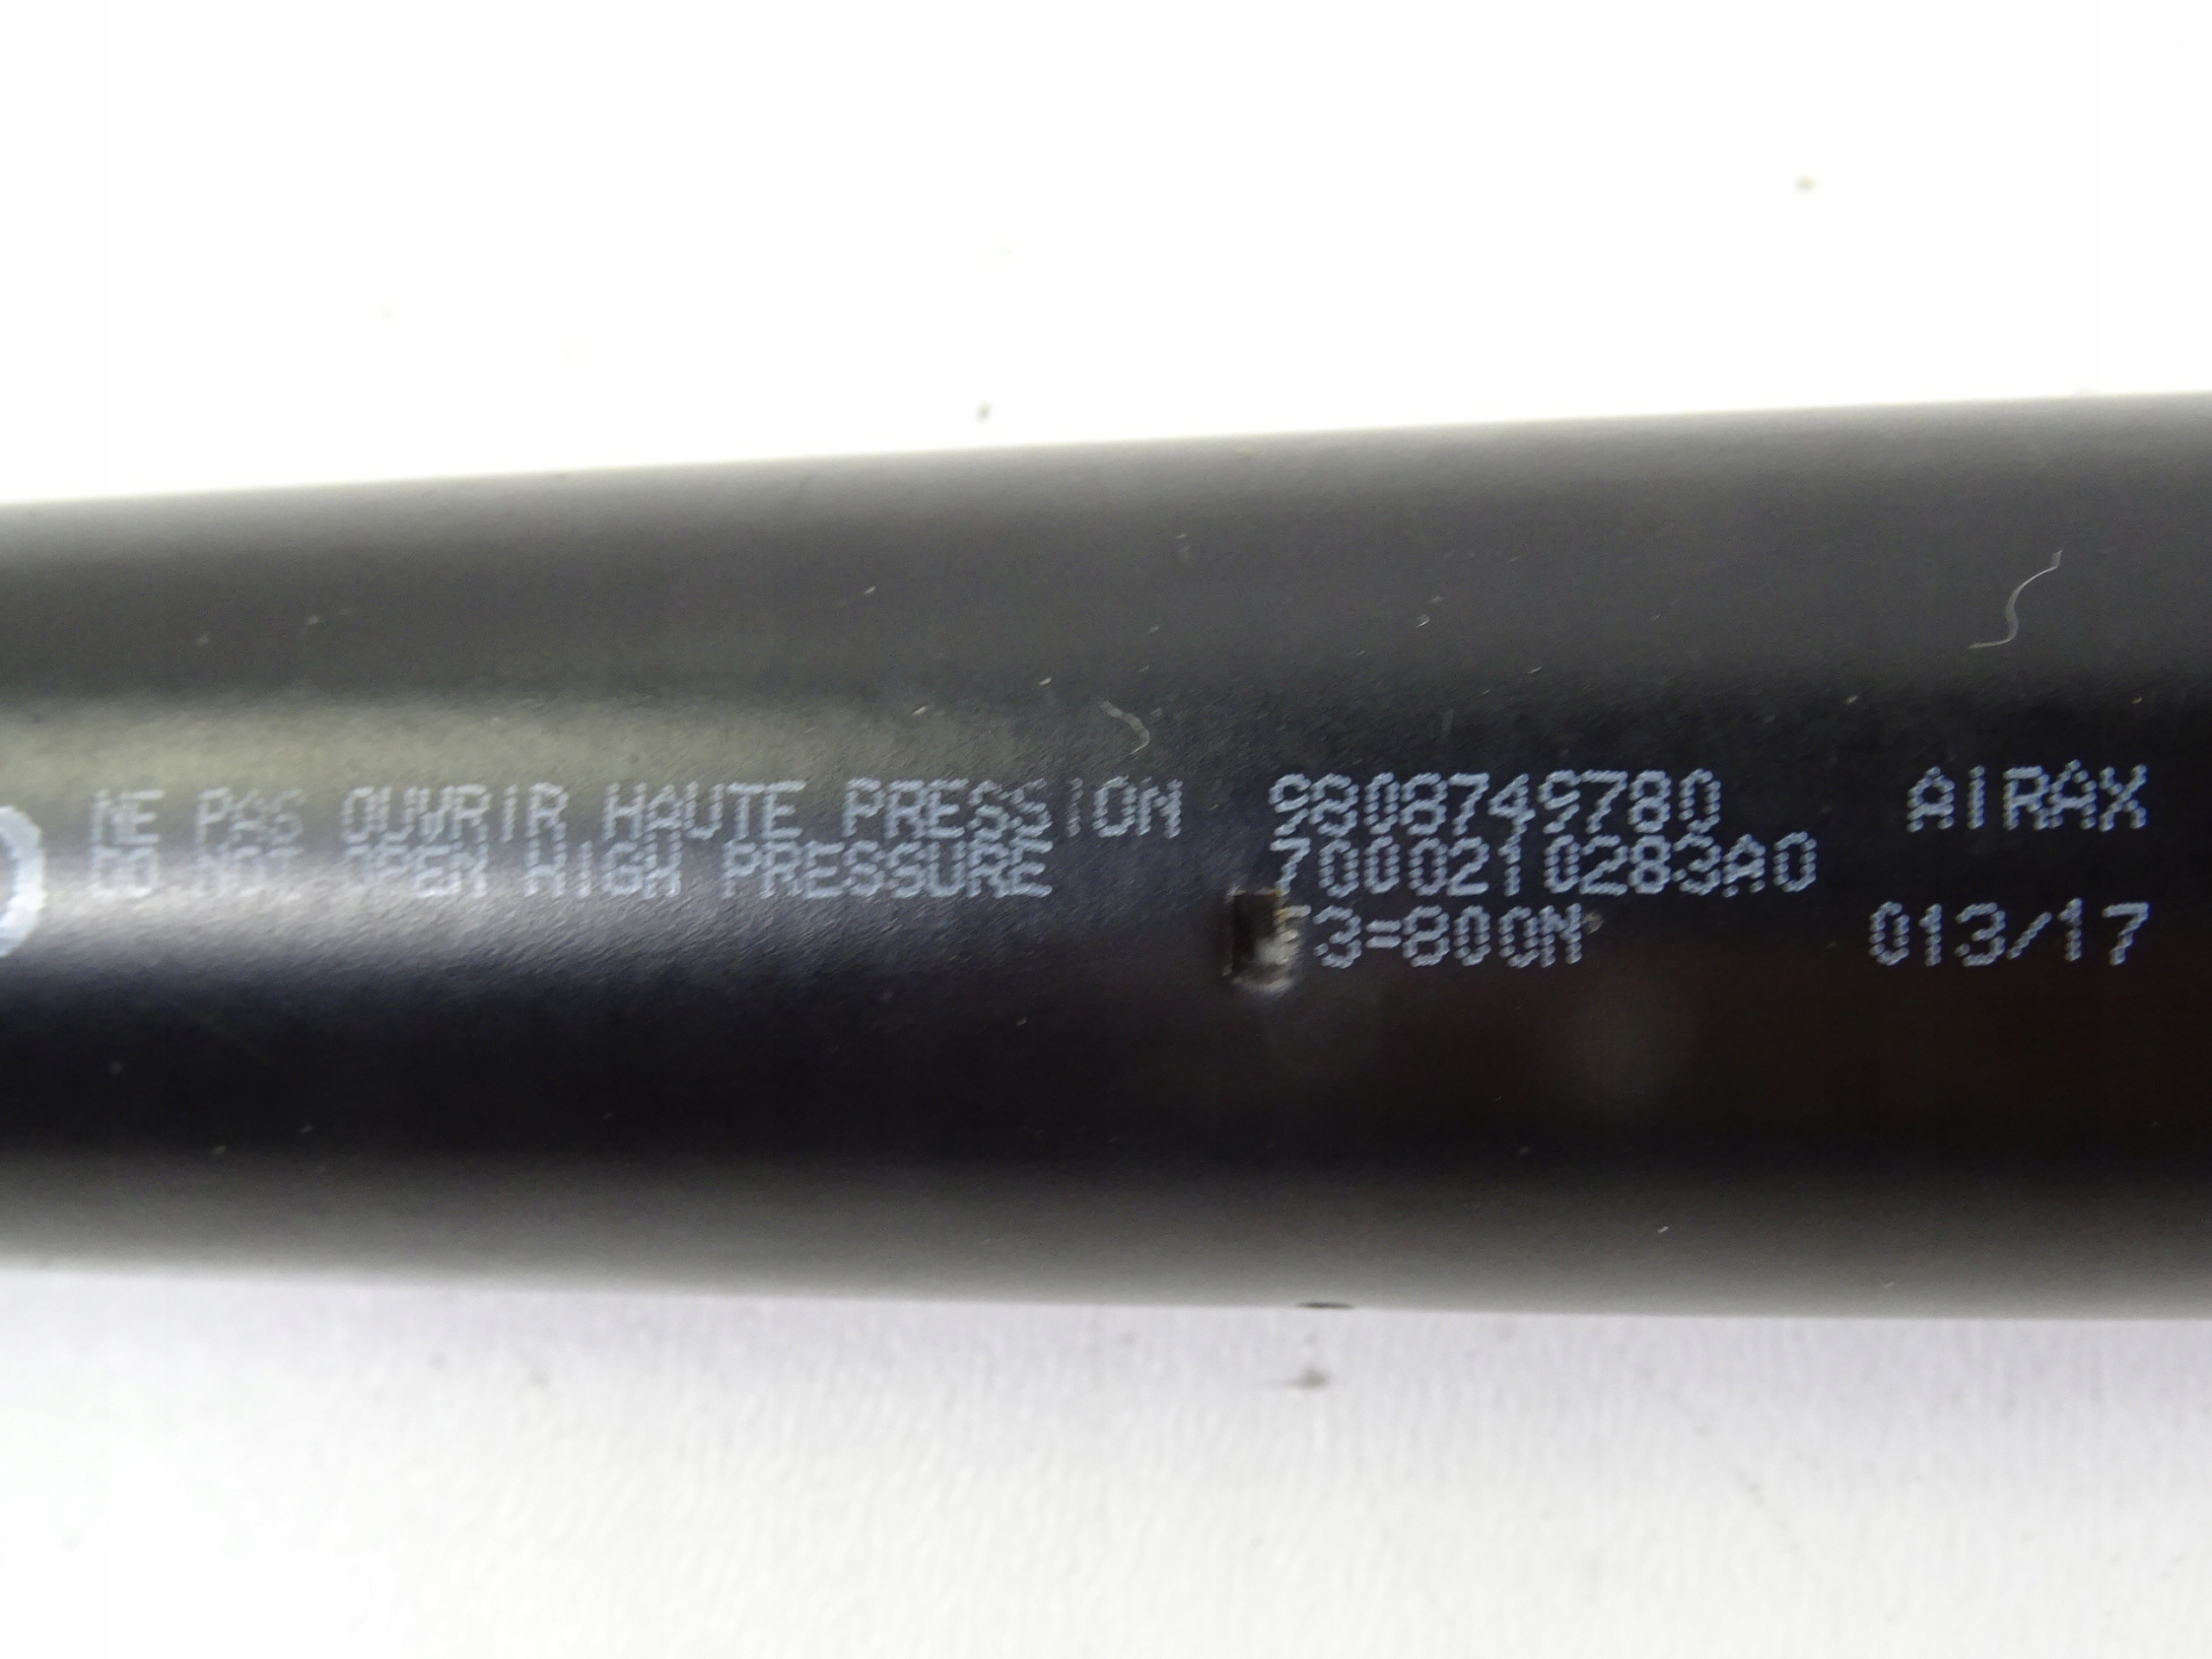 NE PAS OUVRIR HAUTE PRESSION 9808749780 AIRAX
DO NOT OPEN HIGH PRESSURE 7000210283A0
F3=800N 013/17